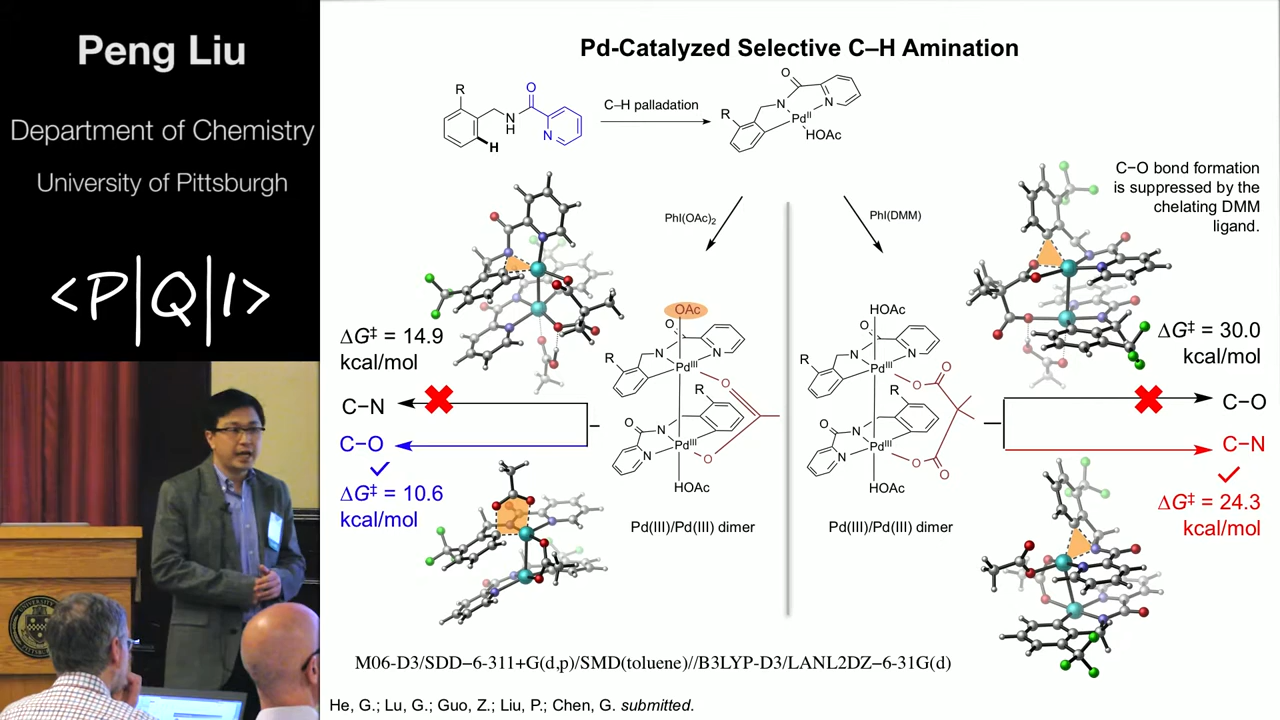 Peng Liu
Department of Chemistry
University of Pittsburgh
<P|Q|I>
Pd-Catalyzed Selective C–H Amination
R
O
N
H
N
H
C–H palladation
O
N
N
R
Pd^II
HOAc
C−O bond formation
is suppressed by the
chelating DMM
ligand.
PhI(OAc)₂
PhI(DMM)
ΔG‡ = 14.9
kcal/mol
C−N
C−O
✓
ΔG‡ = 10.6
kcal/mol
OAc
O
N
N
R
Pd^III
O
R
O
N
Pd^III
N
O
HOAc
Pd(III)/Pd(III) dimer
HOAc
O
N
N
R
Pd^III
O
O
R
O
N
Pd^III
N
O
O
HOAc
Pd(III)/Pd(III) dimer
ΔG‡ = 30.0
kcal/mol
C−O
C−N
✓
ΔG‡ = 24.3
kcal/mol
M06-D3/SDD−6-311+G(d,p)/SMD(toluene)//B3LYP-D3/LANL2DZ−6-31G(d)
He, G.; Lu, G.; Guo, Z.; Liu, P.; Chen, G. submitted.